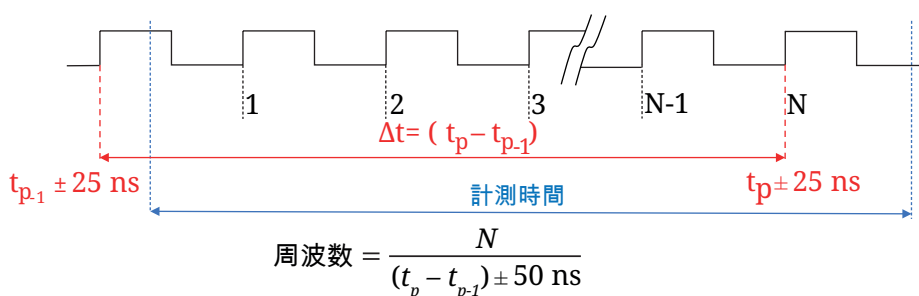 1 2 3 N-1 N
Δt= ( tp – tp-1)
tp-1 ± 25 ns
tp ± 25 ns
計測時間
周波数 = N / (tp – tp-1) ± 50 ns